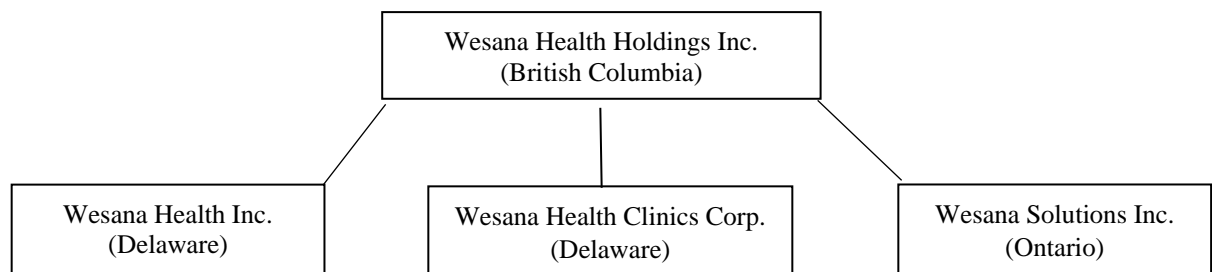 Wesana Health Holdings Inc.
(British Columbia)
Wesana Health Inc.
(Delaware)
Wesana Health Clinics Corp.
(Delaware)
Wesana Solutions Inc.
(Ontario)